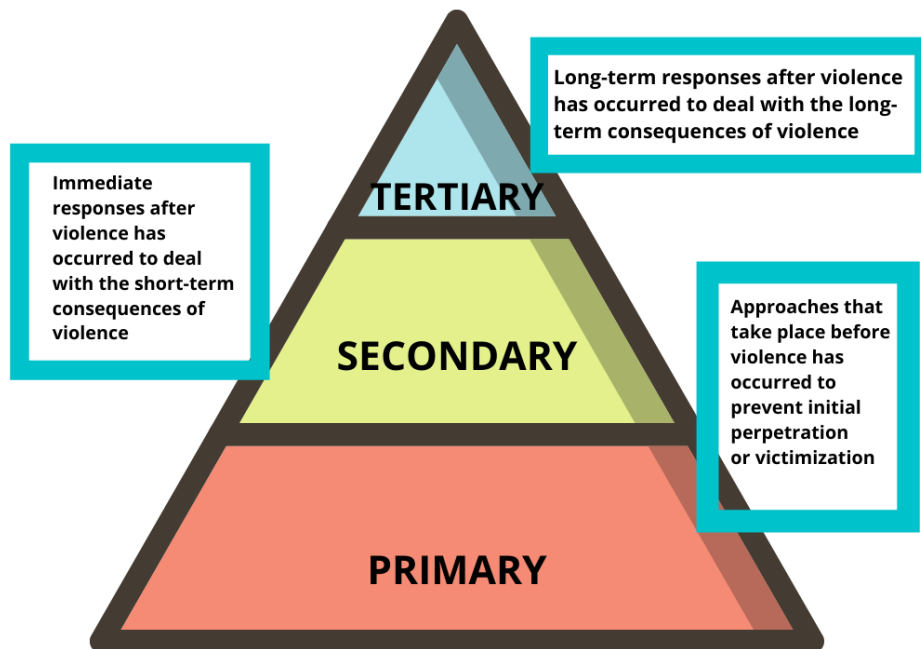 Long-term responses after violence
has occurred to deal with the long-
term consequences of violence
TERTIARY
Immediate
responses after
violence has
occurred to deal
with the short-term
consequences of
violence
SECONDARY
Approaches that
take place before
violence has
occurred to
prevent initial
perpetration
or victimization
PRIMARY